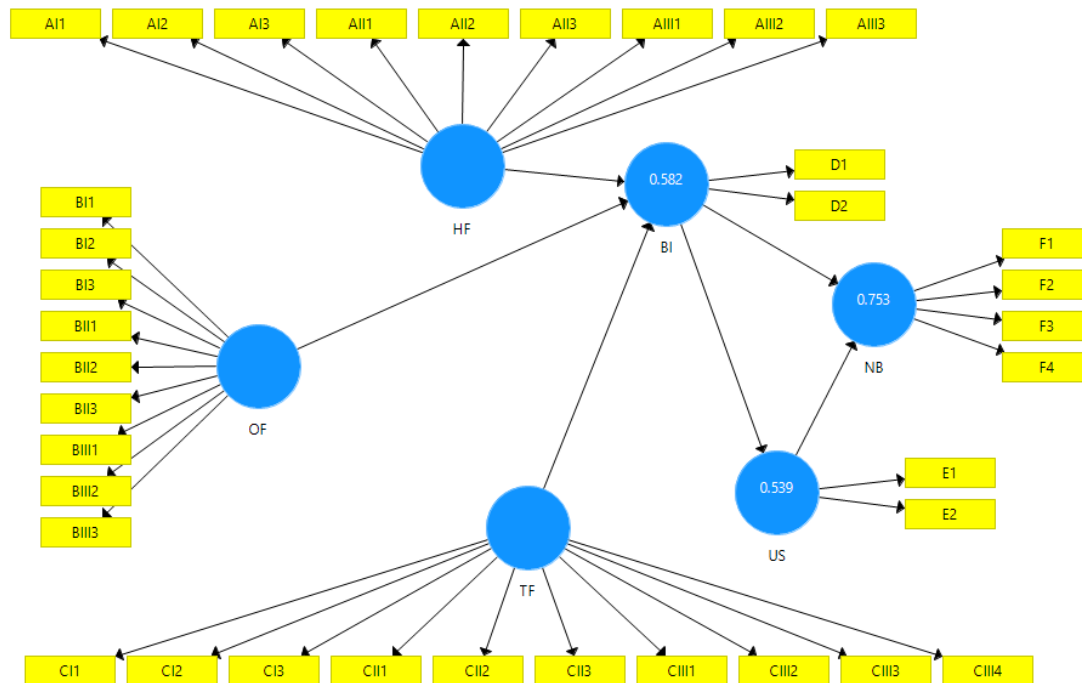 AI1
AI2
AI3
AII1
AII2
AII3
AIII1
AIII2
AIII3
HF
0.582
BI
D1
D2
BI1
BI2
BI3
BII1
BII2
BII3
BIII1
BIII2
BIII3
OF
0.753
NB
F1
F2
F3
F4
0.539
US
E1
E2
TF
CI1
CI2
CI3
CII1
CII2
CII3
CIII1
CIII2
CIII3
CIII4